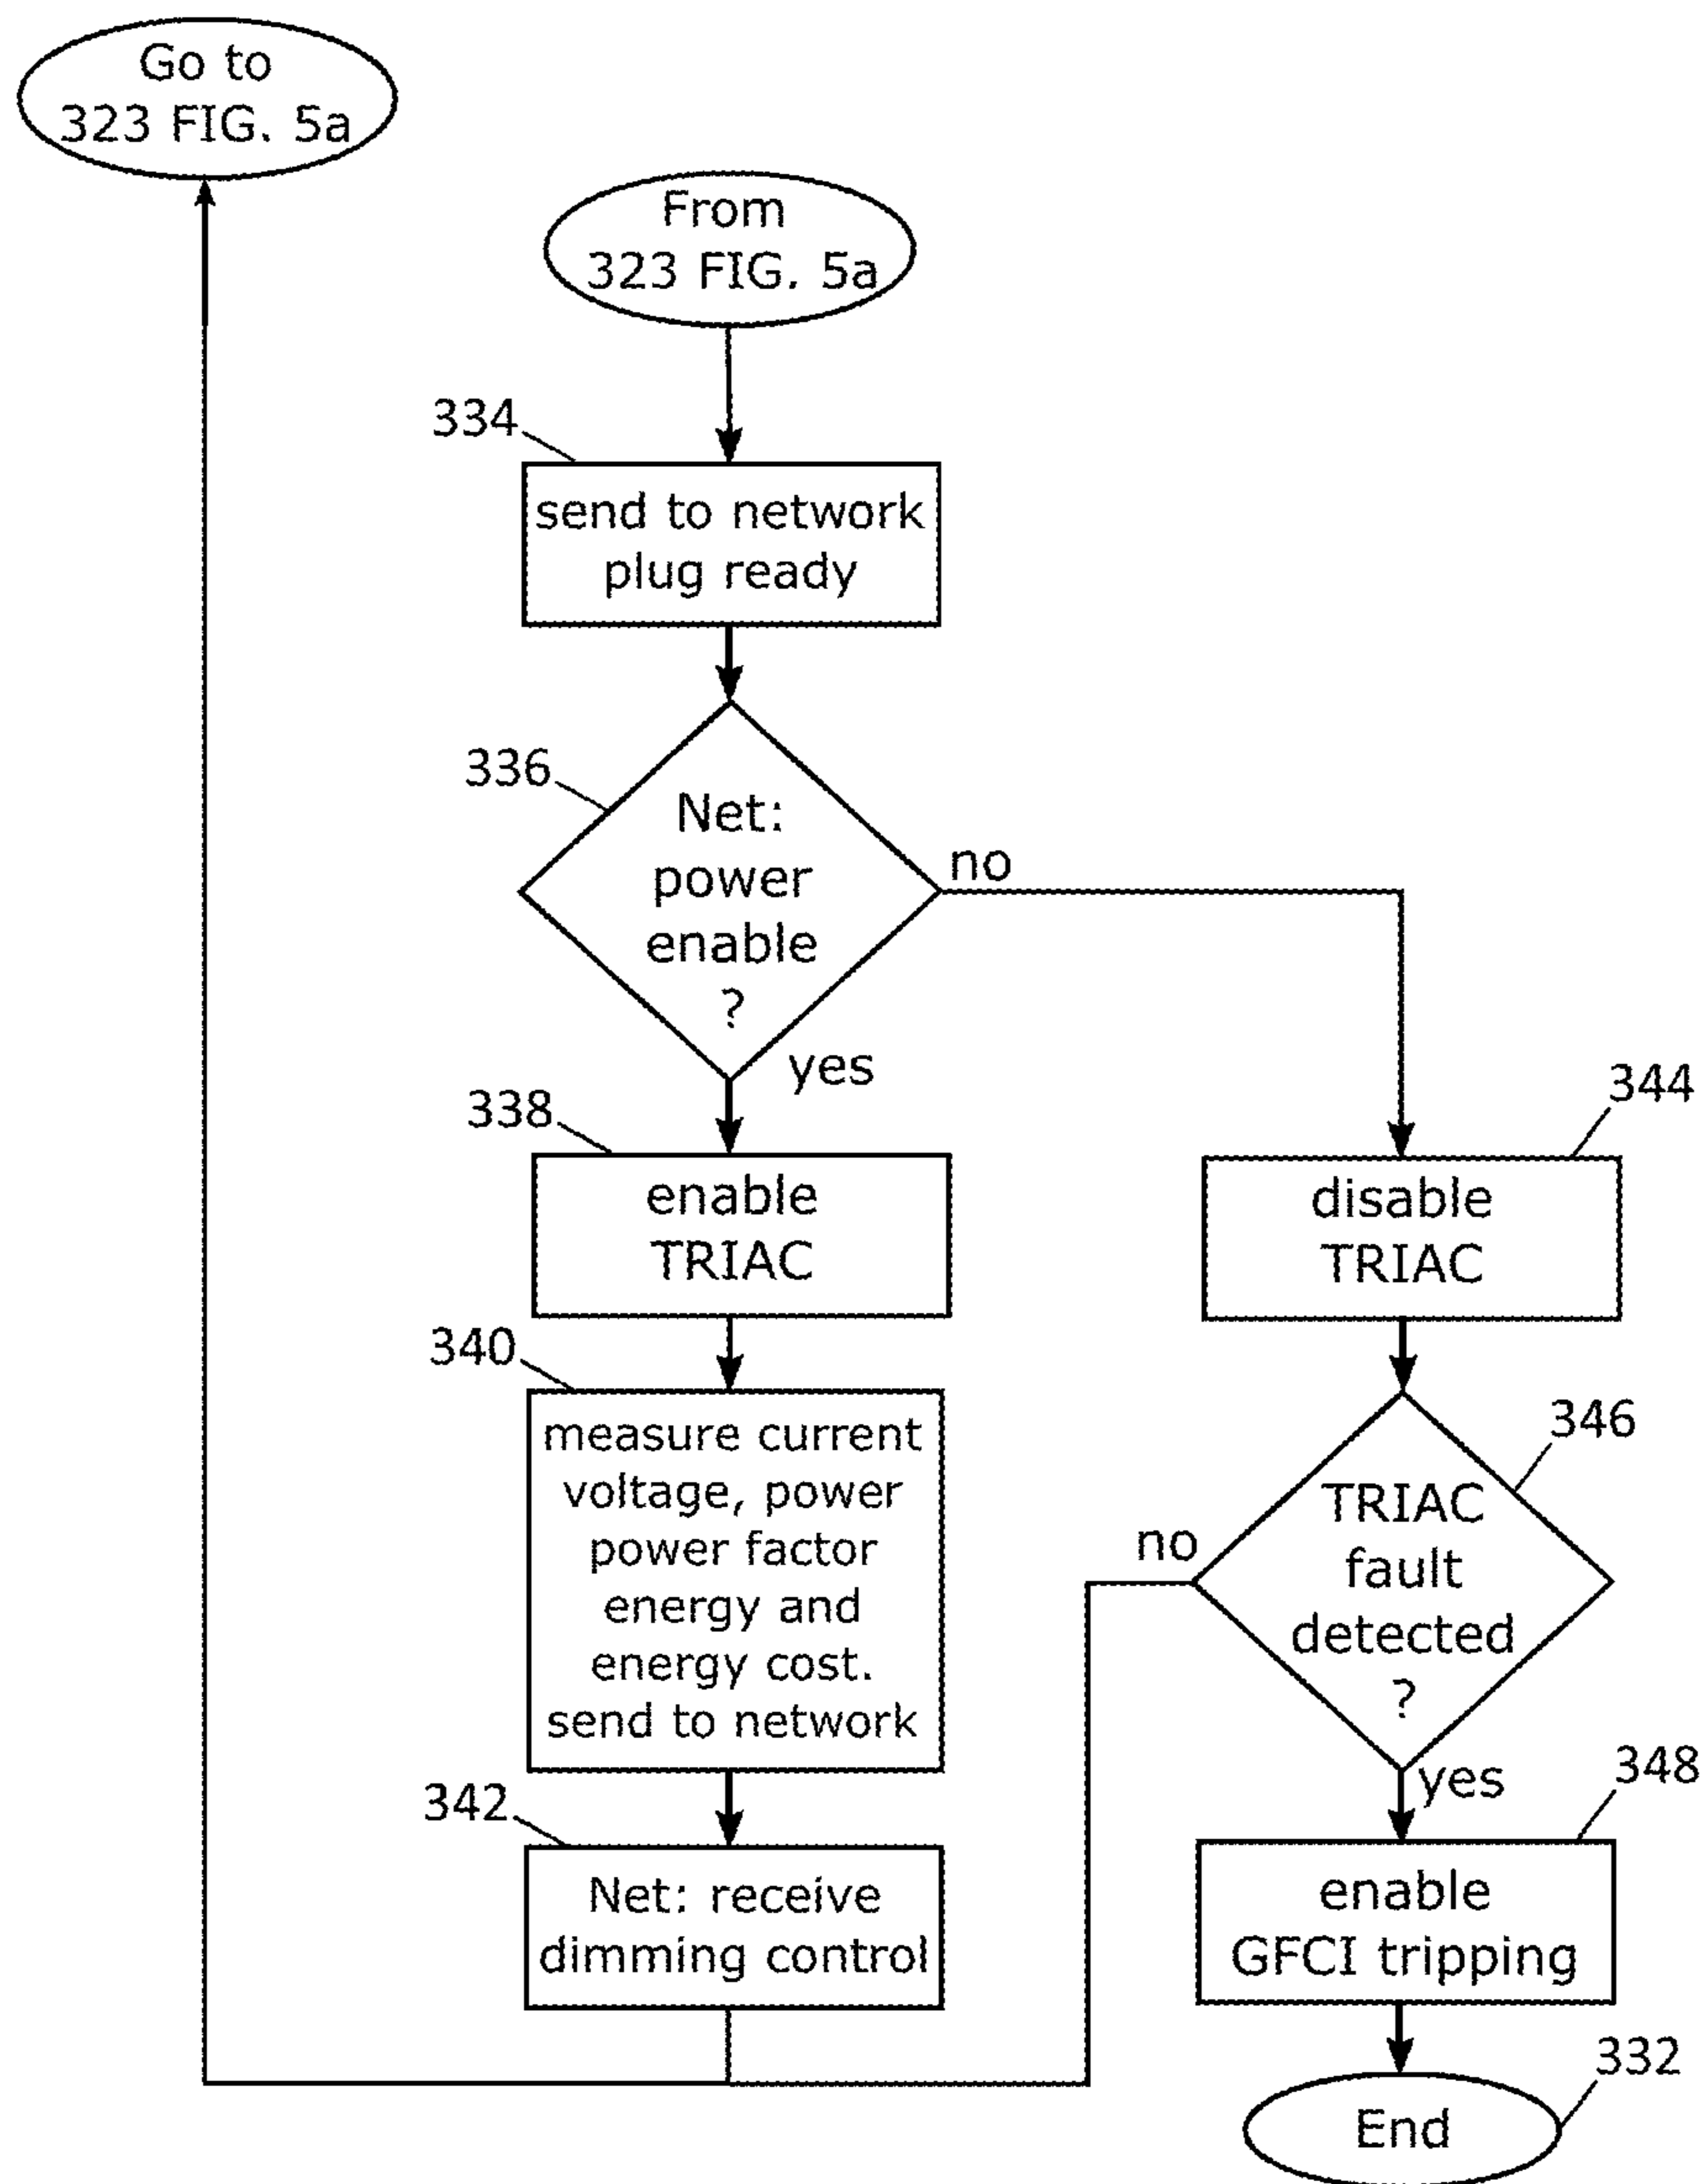 Go to
323 FIG. 5a
From
323 FIG. 5a
334
send to network
plug ready
336
Net:
power
enable
?
no
yes
338
enable
TRIAC
340
measure current
voltage, power
power factor
energy and
energy cost.
send to network
342
Net: receive
dimming control
344
disable
TRIAC
346
TRIAC
fault
detected
?
no
yes
348
enable
GFCI tripping
332
End